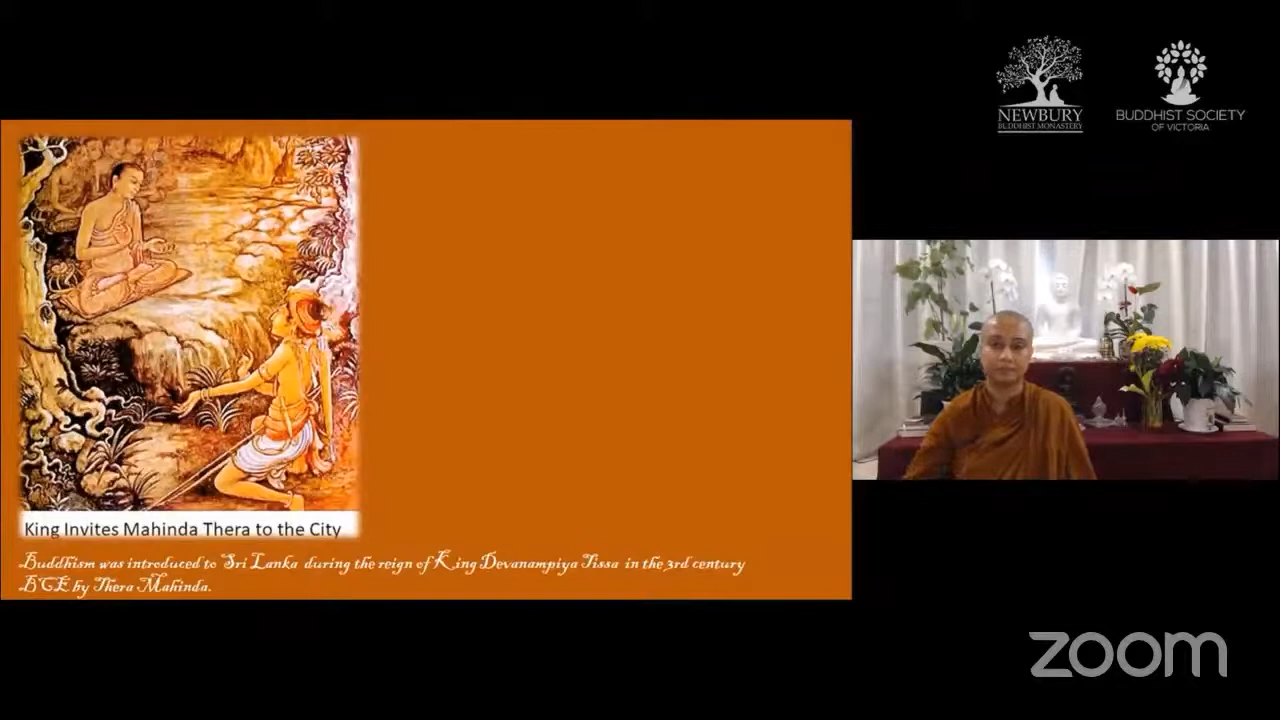 NEWBURY
BUDDHIST MONASTERY
BUDDHIST SOCIETY
OF VICTORIA
King Invites Mahinda Thera to the City
Buddhism was introduced to Sri Lanka during the reign of King Devanampiya Tissa in the 3rd century
BCE by Thera Mahinda.
zoom